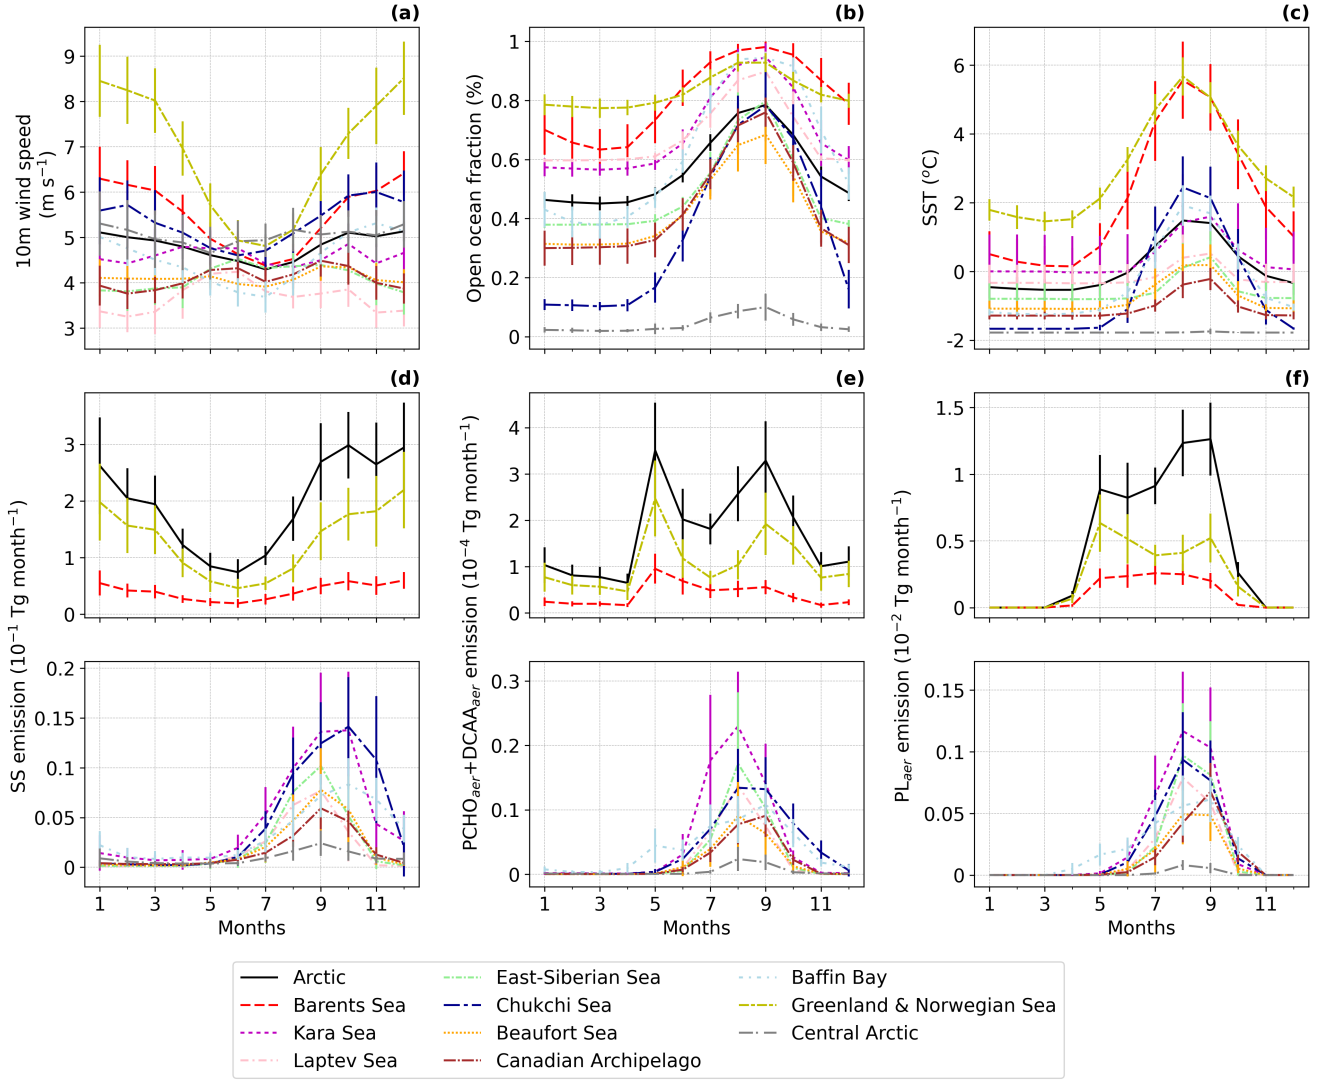 (a)
(b)
(c)
10m wind speed
(m s⁻¹)
9
8
7
6
5
4
3
Open ocean fraction (%)
1
0.8
0.6
0.4
0.2
0
SST (°C)
6
4
2
0
-2
(d)
(e)
(f)
SS emission (10⁻¹ Tg month⁻¹)
3
2
1
0
PCHOaer+DCAAaer emission (10⁻⁴ Tg month⁻¹)
4
3
2
1
0
PLaer emission (10⁻² Tg month⁻¹)
1.5
1
0.5
0
0.2
0.15
0.1
0.05
0
0.3
0.2
0.1
0
0.15
0.1
0.05
0
1 3 5 7 9 11
Months
1 3 5 7 9 11
Months
1 3 5 7 9 11
Months
Arctic
Barents Sea
Kara Sea
Laptev Sea
East-Siberian Sea
Chukchi Sea
Beaufort Sea
Canadian Archipelago
Baffin Bay
Greenland & Norwegian Sea
Central Arctic